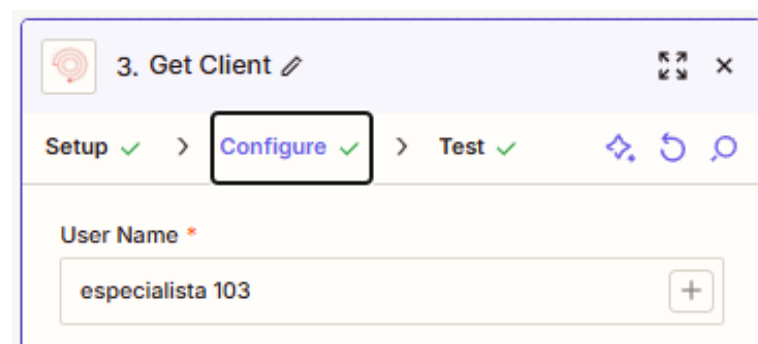 3. Get Client
Setup > Configure > Test
User Name *
especialista 103